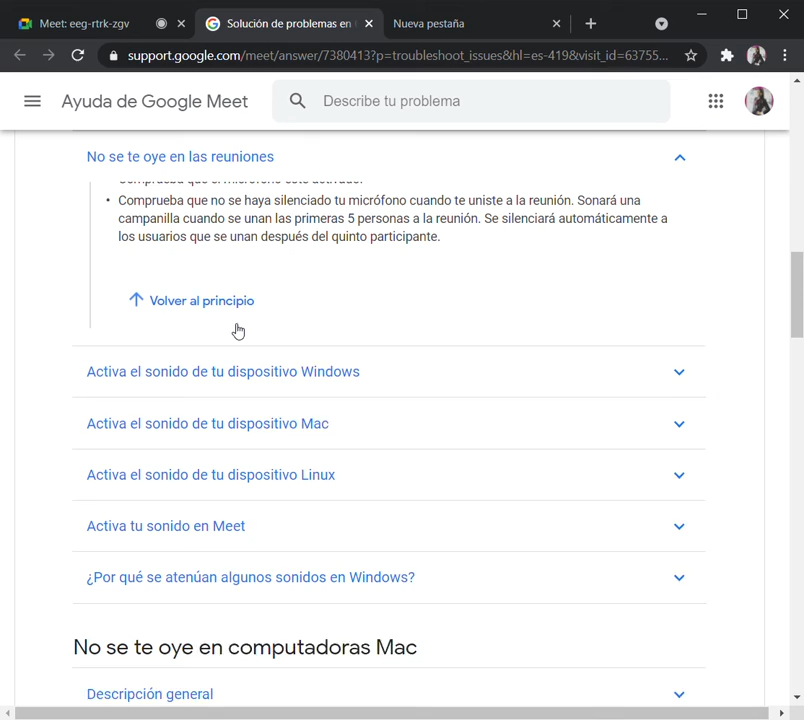 Meet: eeg-rtrk-zgv
Solución de problemas en
Nueva pestaña
support.google.com/meet/answer/7380413?p=troubleshoot_issues&hl=es-419&visit_id=63755...
Ayuda de Google Meet
Describe tu problema
No se te oye en las reuniones
Comprueba que el micrófono esté activado.
• Comprueba que no se haya silenciado tu micrófono cuando te uniste a la reunión. Sonará una
campanilla cuando se unan las primeras 5 personas a la reunión. Se silenciará automáticamente a
los usuarios que se unan después del quinto participante.
Volver al principio
Activa el sonido de tu dispositivo Windows
Activa el sonido de tu dispositivo Mac
Activa el sonido de tu dispositivo Linux
Activa tu sonido en Meet
¿Por qué se atenúan algunos sonidos en Windows?
No se te oye en computadoras Mac
Descripción general